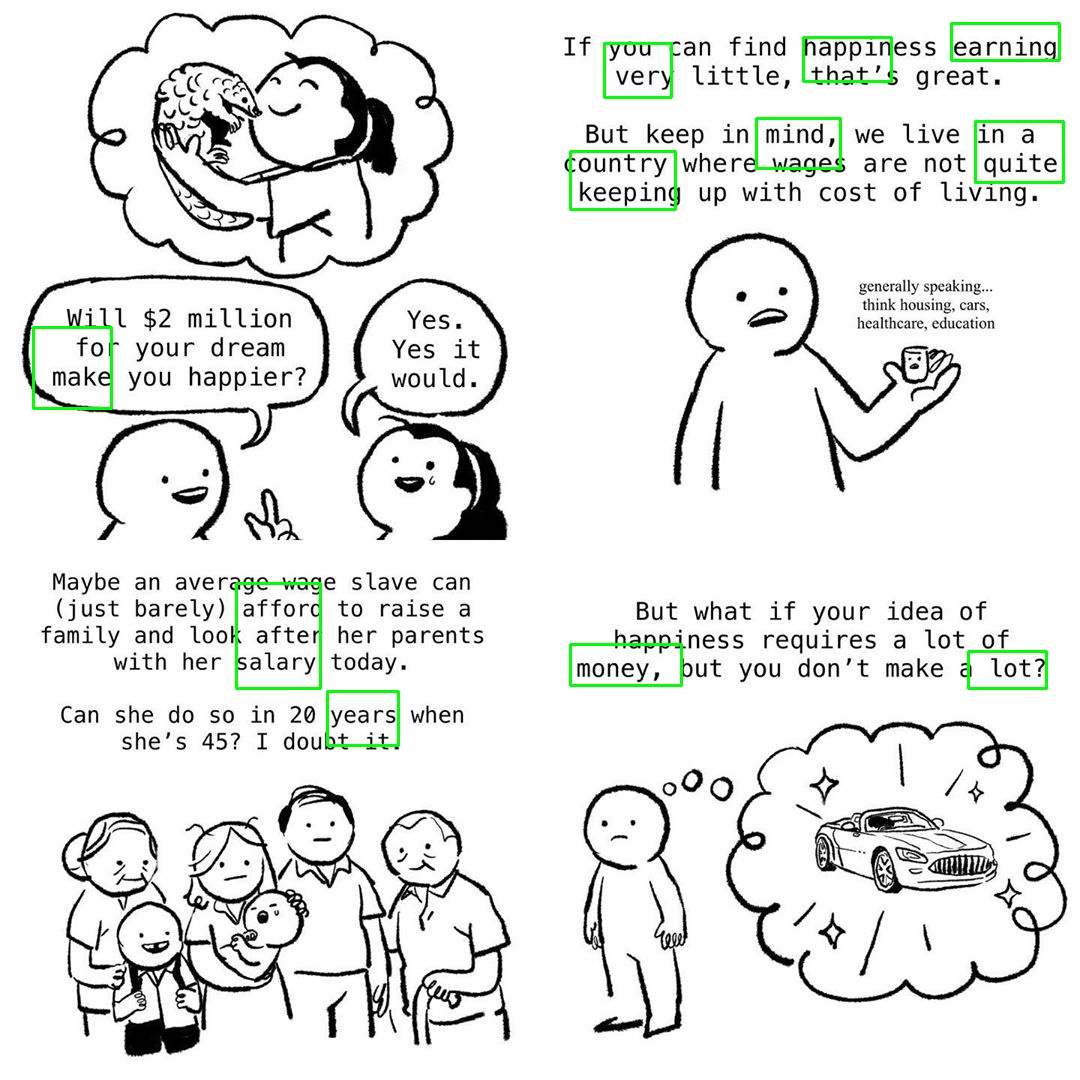 Will $2 million
for your dream
make you happier?
Yes.
Yes it
would.
If you can find happiness earning
very little, that's great.
But keep in mind, we live in a
country where wages are not quite
keeping up with cost of living.
generally speaking...
think housing, cars,
healthcare, education
Maybe an average wage slave can
(just barely) afford to raise a
family and look after her parents
with her salary today.
Can she do so in 20 years when
she's 45? I doubt it.
But what if your idea of
happiness requires a lot of
money, but you don't make a lot?